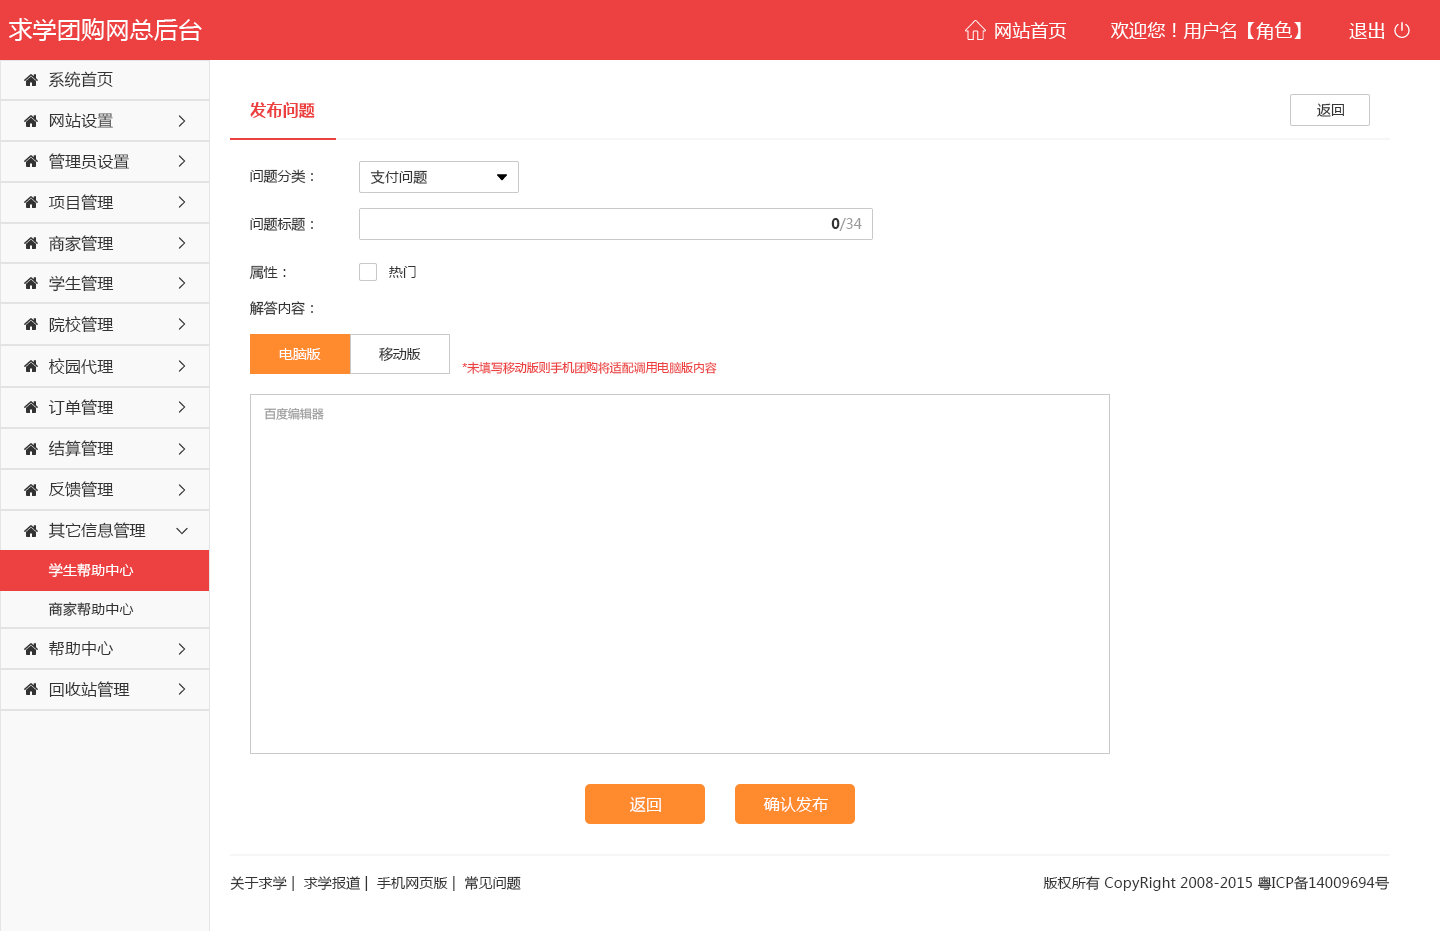 求学团购网总后台
网站首页
欢迎您！用户名【角色】
退出
系统首页
网站设置
管理员设置
项目管理
商家管理
学生管理
院校管理
校园代理
订单管理
结算管理
反馈管理
其它信息管理
学生帮助中心
商家帮助中心
帮助中心
回收站管理
发布问题
返回
问题分类：
支付问题
问题标题：
0/34
属性：
热门
解答内容：
电脑版
移动版
*未填写移动版则手机团购将适配调用电脑版内容
百度编辑器
返回
确认发布
关于求学 | 求学报道 | 手机网页版 | 常见问题
版权所有 CopyRight 2008-2015 粤ICP备14009694号